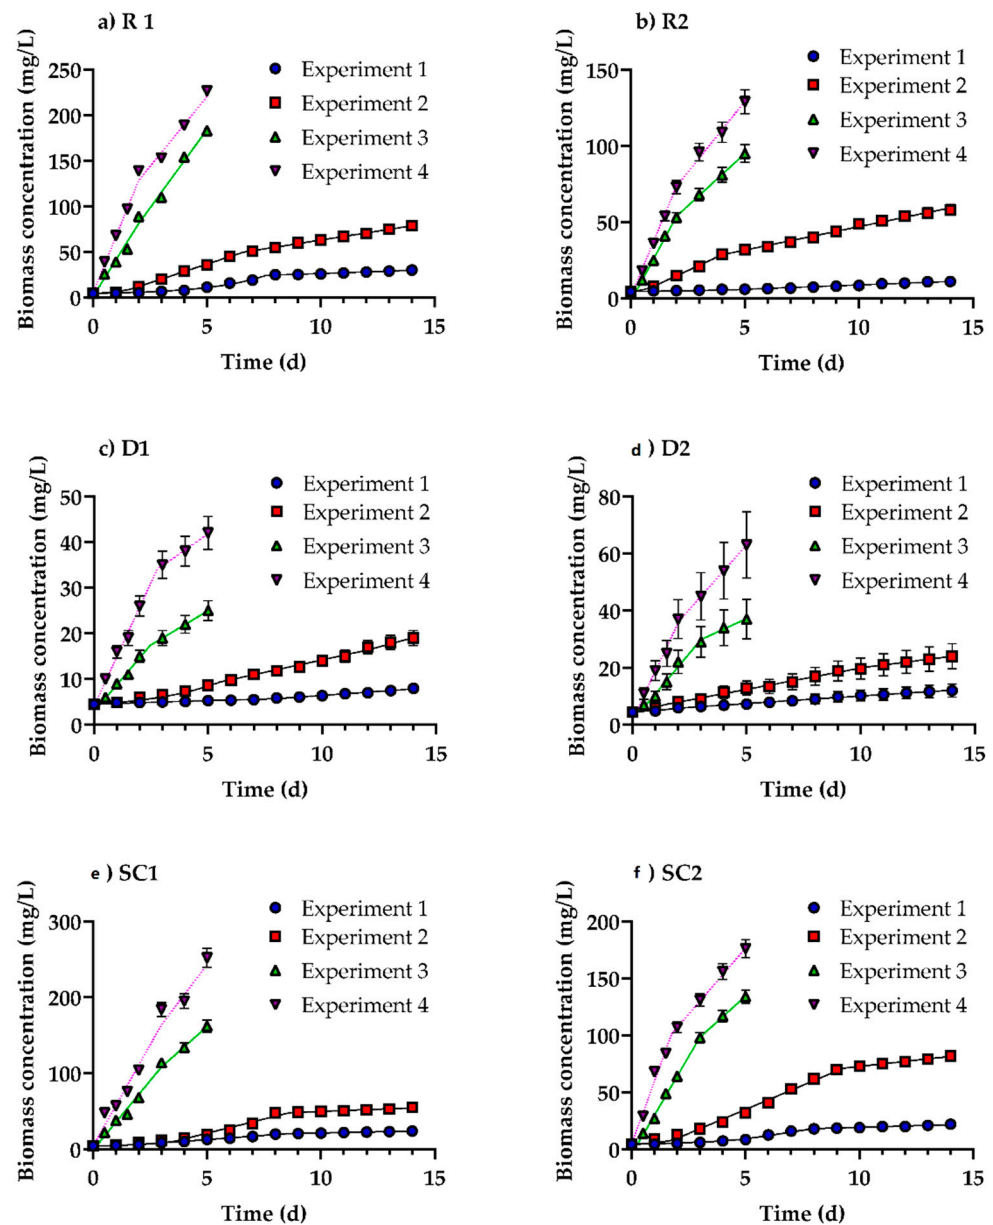 a) R 1
Biomass concentration (mg/L)
250
200
150
100
50
0
0 5 10 15
Time (d)
Experiment 1
Experiment 2
Experiment 3
Experiment 4
b) R2
Biomass concentration (mg/L)
150
100
50
0
0 5 10 15
Time (d)
Experiment 1
Experiment 2
Experiment 3
Experiment 4
c) D1
Biomass concentration (mg/L)
50
40
30
20
10
0
0 5 10 15
Time (d)
Experiment 1
Experiment 2
Experiment 3
Experiment 4
d ) D2
Biomass concentration (mg/L)
80
60
40
20
0
0 5 10 15
Time (d)
Experiment 1
Experiment 2
Experiment 3
Experiment 4
e ) SC1
Biomass concentration (mg/L)
300
200
100
0
0 5 10 15
Time (d)
Experiment 1
Experiment 2
Experiment 3
Experiment 4
f ) SC2
Biomass concentration (mg/L)
200
150
100
50
0
0 5 10 15
Time (d)
Experiment 1
Experiment 2
Experiment 3
Experiment 4